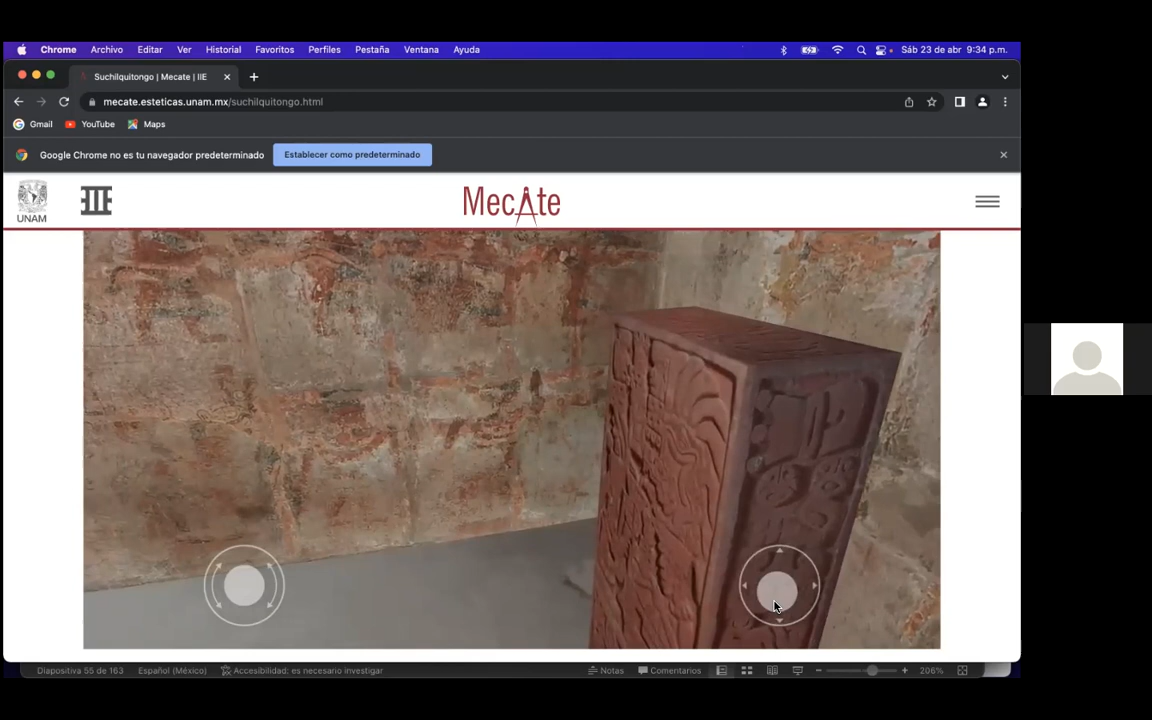 Chrome Archivo Editar Ver Historial Favoritos Perfiles Pestaña Ventana Ayuda Sáb 23 de abr 9:34 p.m.
Suchilquitongo | Mecate | IIE
mecate.esteticas.unam.mx/suchilquitongo.html
Gmail YouTube Maps
Google Chrome no es tu navegador predeterminado Establecer como predeterminado
UNAM IIE MecAte
Diapositiva 55 de 163 Español (México) Accesibilidad: es necesario investigar Notas Comentarios 206%